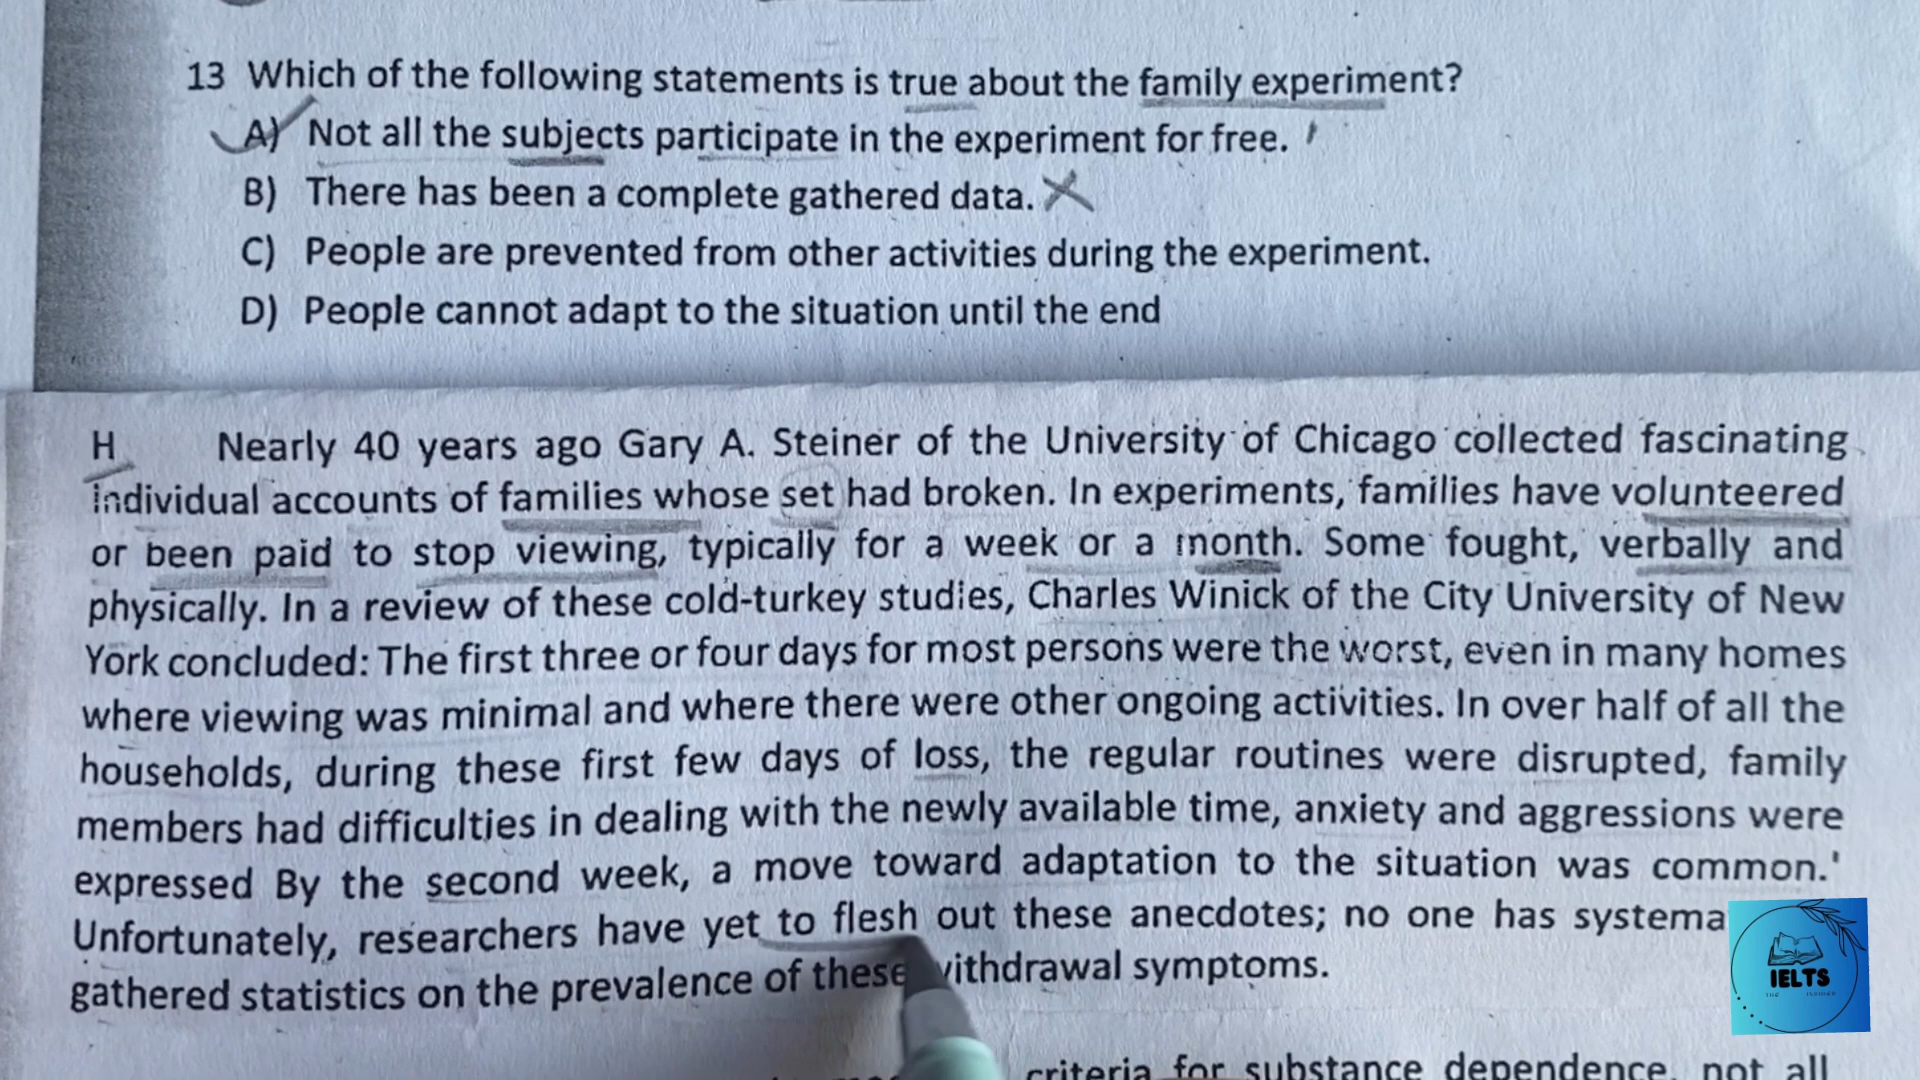 13 Which of the following statements is true about the family experiment?
A) Not all the subjects participate in the experiment for free.
B) There has been a complete gathered data.
C) People are prevented from other activities during the experiment.
D) People cannot adapt to the situation until the end
H Nearly 40 years ago Gary A. Steiner of the University of Chicago collected fascinating
individual accounts of families whose set had broken. In experiments, families have volunteered
or been paid to stop viewing, typically for a week or a month. Some fought, verbally and
physically. In a review of these cold-turkey studies, Charles Winick of the City University of New
York concluded: The first three or four days for most persons were the worst, even in many homes
where viewing was minimal and where there were other ongoing activities. In over half of all the
households, during these first few days of loss, the regular routines were disrupted, family
members had difficulties in dealing with the newly available time, anxiety and aggressions were
expressed By the second week, a move toward adaptation to the situation was common.'
Unfortunately, researchers have yet to flesh out these anecdotes; no one has systema
gathered statistics on the prevalence of these withdrawal symptoms.
criteria for substance dependence, not all
IELTS